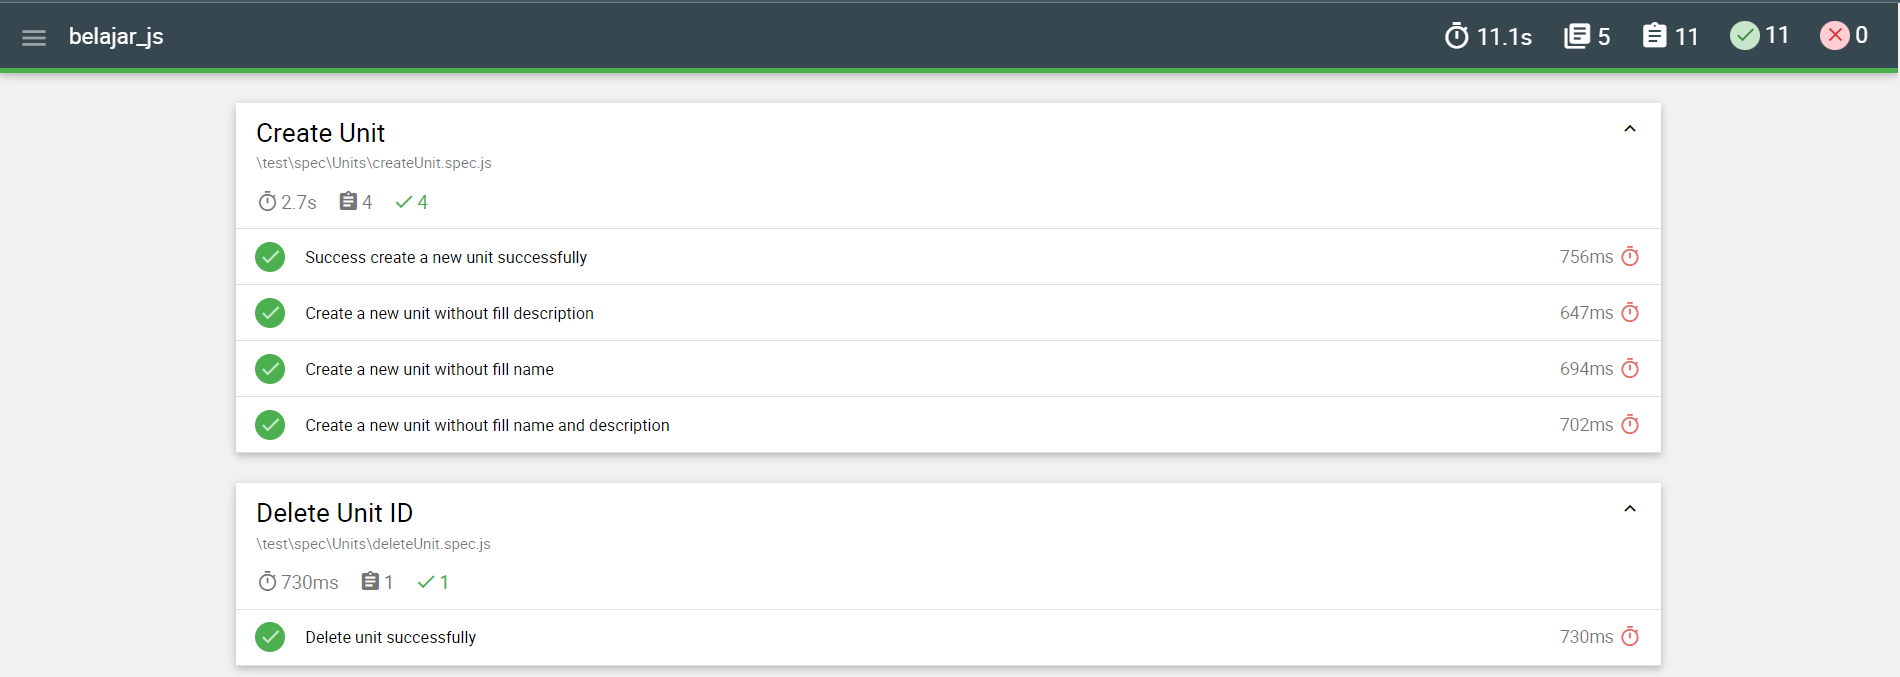 belajar_js 11.1s 5 11 11 0
Create Unit
\test\spec\Units\createUnit.spec.js
2.7s 4 4
Success create a new unit successfully 756ms
Create a new unit without fill description 647ms
Create a new unit without fill name 694ms
Create a new unit without fill name and description 702ms
Delete Unit ID
\test\spec\Units\deleteUnit.spec.js
730ms 1 1
Delete unit successfully 730ms